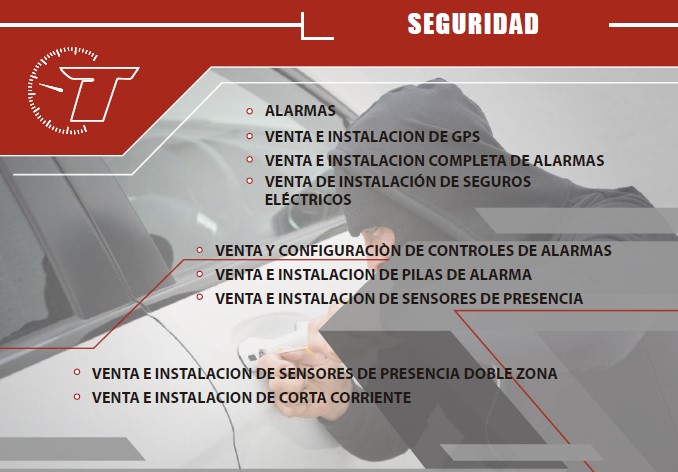 SEGURIDAD
T
ALARMAS
VENTA E INSTALACION DE GPS
VENTA E INSTALACION COMPLETA DE ALARMAS
VENTA DE INSTALACIÓN DE SEGUROS
ELÉCTRICOS
VENTA Y CONFIGURACIÒN DE CONTROLES DE ALARMAS
VENTA E INSTALACION DE PILAS DE ALARMA
VENTA E INSTALACION DE SENSORES DE PRESENCIA
VENTA E INSTALACION DE SENSORES DE PRESENCIA DOBLE ZONA
VENTA E INSTALACION DE CORTA CORRIENTE